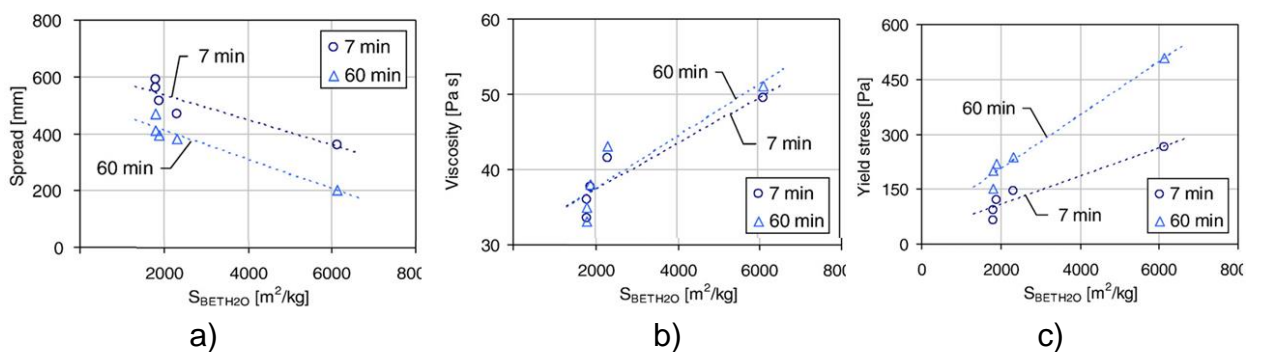 800
600
400
200
0
Spread [mm]
7 min
60 min
7 min
60 min
2000 4000 6000 800
S_BETH2O [m²/kg]
a)
60
50
40
30
Viscosity [Pa s]
60 min
7 min
7 min
60 min
2000 4000 6000 80
S_BETH2O [m²/kg]
b)
600
450
300
150
0
Yield stress [Pa]
60 min
7 min
7 min
60 min
0 2000 4000 6000 800
S_BETH2O [m²/kg]
c)